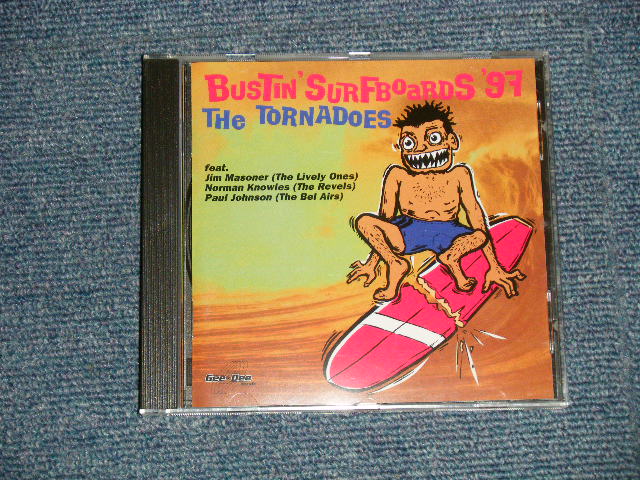 BUSTIN' SURFBOARDS '97
THE TORNADOES
feat.
Jim Masoner (The Lively Ones)
Norman Knowles (The Revels)
Paul Johnson (The Bel Airs)
Gee-Dee